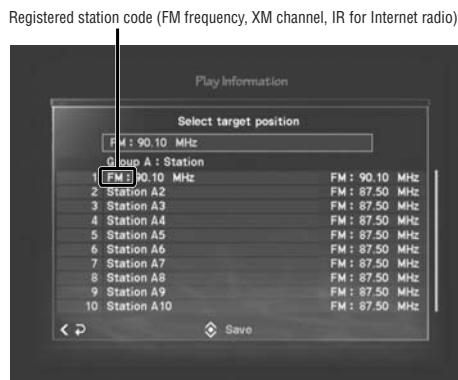 Registered station code (FM frequency, XM channel, IR for Internet radio)
Play Information
Select target position
FM : 90.10 MHz
Group A : Station
1 FM : 90.10 MHz FM : 90.10 MHz
2 Station A2 FM : 87.50 MHz
3 Station A3 FM : 87.50 MHz
4 Station A4 FM : 87.50 MHz
5 Station A5 FM : 87.50 MHz
6 Station A6 FM : 87.50 MHz
7 Station A7 FM : 87.50 MHz
8 Station A8 FM : 87.50 MHz
9 Station A9 FM : 87.50 MHz
10 Station A10 FM : 87.50 MHz
Save